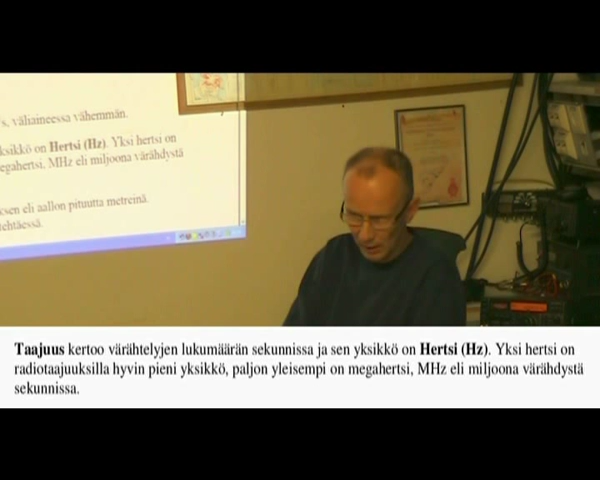 s, väliaineessa vähemmän.
ksikkö on Hertsi (Hz). Yksi hertsi on
egahertsi, MHz eli miljoona värähdystä
sen eli aallon pituutta metreinä.
ehtäessä.
Taajuus kertoo värähtelyjen lukumäärän sekunnissa ja sen yksikkö on Hertsi (Hz). Yksi hertsi on
radiotaajuuksilla hyvin pieni yksikkö, paljon yleisempi on megahertsi, MHz eli miljoona värähdystä
sekunnissa.